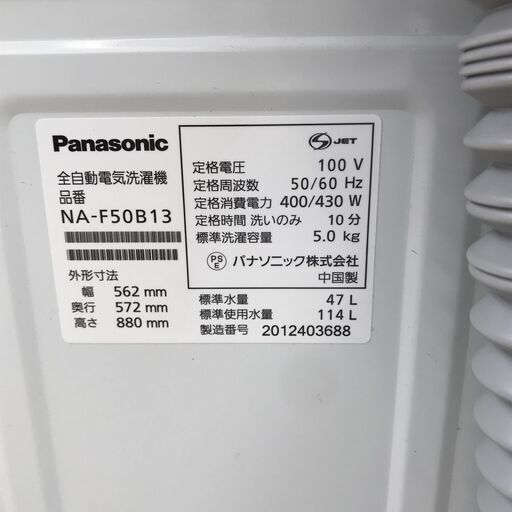 Panasonic
全自動電気洗濯機
品番
NA-F50B13
外形寸法
幅 562 mm
奥行 572 mm
高さ 880 mm
S JET
定格電圧 100 V
定格周波数 50/60 Hz
定格消費電力 400/430 W
定格時間 洗いのみ 10分
標準洗濯容量 5.0 kg
PS E パナソニック株式会社
中国製
標準水量 47 L
標準使用水量 114 L
製造番号 2012403688